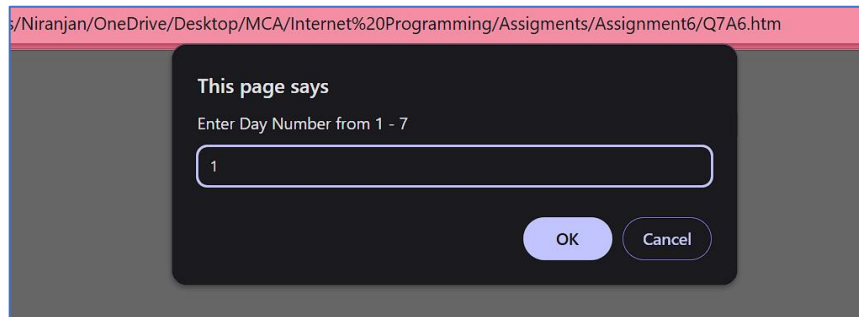 s/Niranjan/OneDrive/Desktop/MCA/Internet%20Programming/Assigments/Assignment6/Q7A6.htm
This page says
Enter Day Number from 1 - 7
1
OK Cancel